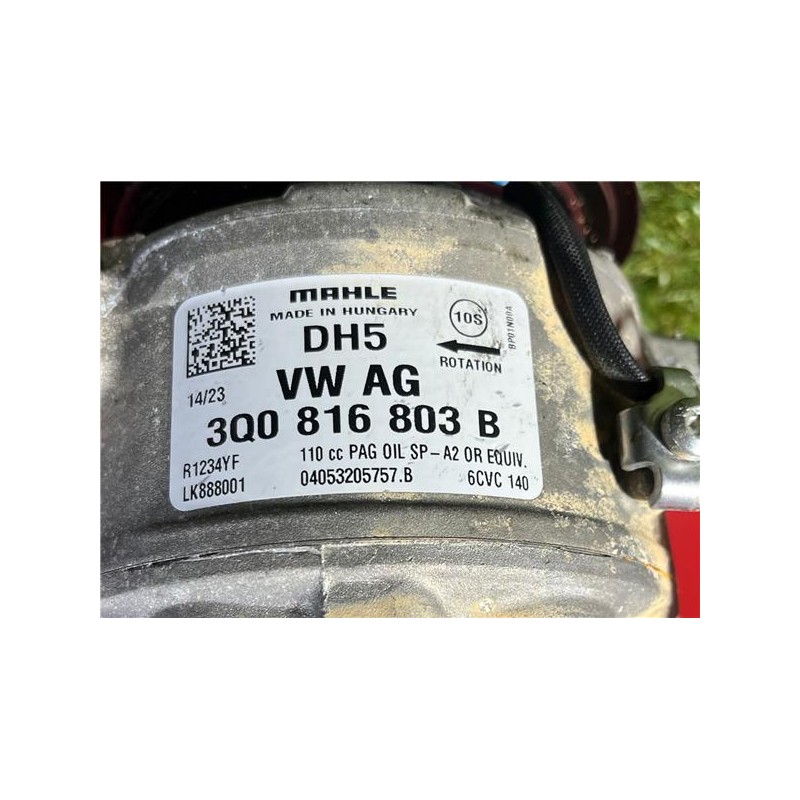 MAHLE
MADE IN HUNGARY
10S
DH5
ROTATION
BP01N00A
14/23
VW AG
3Q0 816 803 B
R1234YF
110 cc PAG OIL SP-A2 OR EQUIV.
LK888001
04053205757.B
6CVC 140